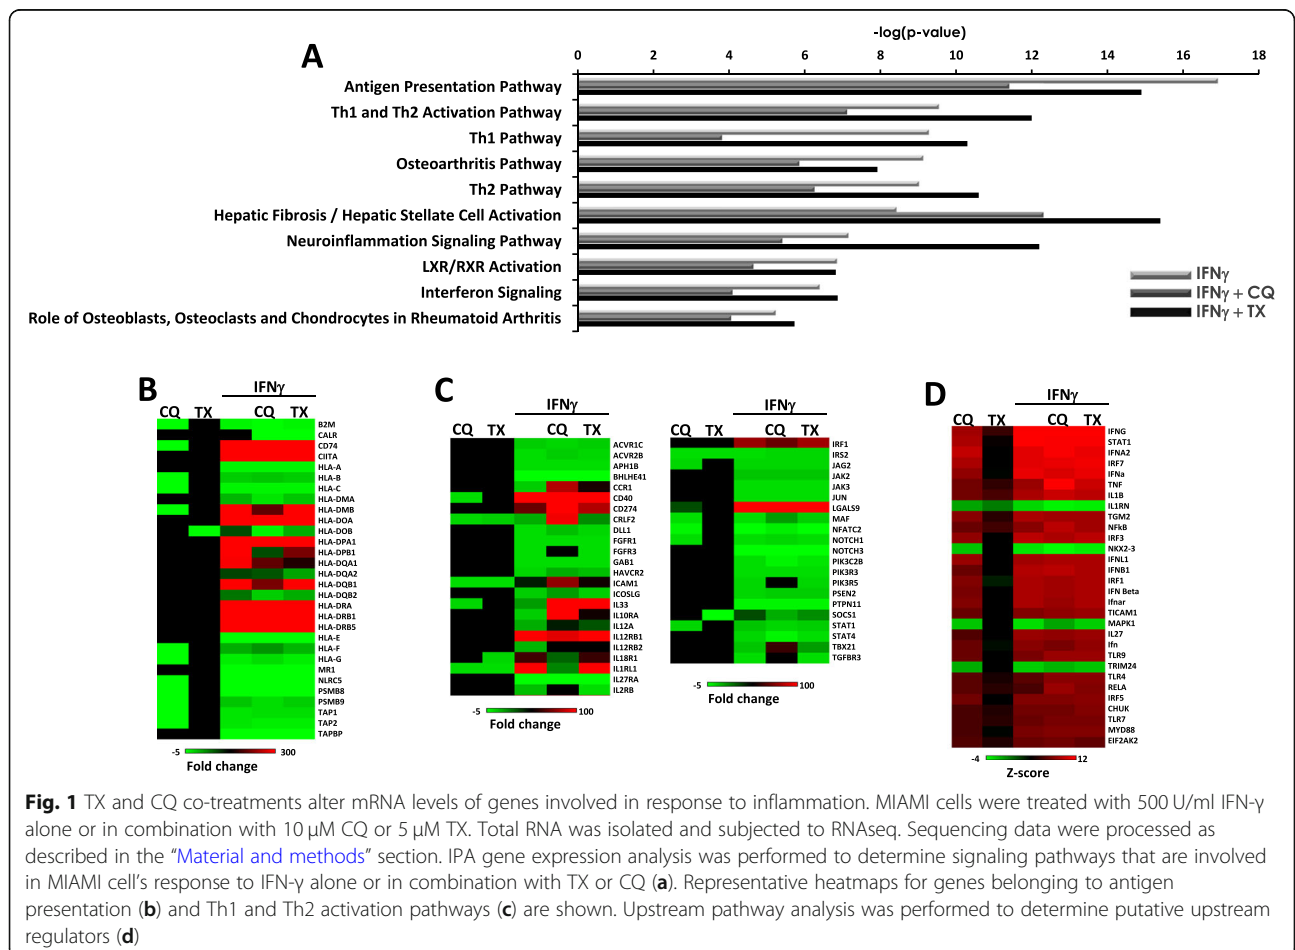 A
-log(p-value)
0 2 4 6 8 10 12 14 16 18
Antigen Presentation Pathway
Th1 and Th2 Activation Pathway
Th1 Pathway
Osteoarthritis Pathway
Th2 Pathway
Hepatic Fibrosis / Hepatic Stellate Cell Activation
Neuroinflammation Signaling Pathway
LXR/RXR Activation
Interferon Signaling
Role of Osteoblasts, Osteoclasts and Chondrocytes in Rheumatoid Arthritis
IFNγ
IFNγ + CQ
IFNγ + TX
B
IFNγ
CQ TX CQ TX
B2M
CALR
CD74
CIITA
HLA-A
HLA-B
HLA-C
HLA-DMA
HLA-DMB
HLA-DOA
HLA-DOB
HLA-DPA1
HLA-DPB1
HLA-DQA1
HLA-DQA2
HLA-DQB1
HLA-DQB2
HLA-DRA
HLA-DRB1
HLA-DRB5
HLA-E
HLA-F
HLA-G
MR1
NLRC5
PSMB8
PSMB9
TAP1
TAP2
TAPBP
-5 300
Fold change
C
IFNγ
CQ TX CQ TX
ACVR1C
ACVR2B
APH1B
BHLHE41
CCR1
CD40
CD274
CRLF2
DLL1
FGFR1
FGFR3
GAB1
HAVCR2
ICAM1
ICOSLG
IL33
IL10RA
IL12A
IL12RB1
IL12RB2
IL18R1
IL1RL1
IL27RA
IL2RB
-5 100
Fold change
IFNγ
CQ TX CQ TX
IRF1
IRS2
JAG2
JAK2
JAK3
JUN
LGALS9
MAF
NFATC2
NOTCH1
NOTCH3
PIK3C2B
PIK3R3
PIK3R5
PSEN2
PTPN11
SOCS1
STAT1
STAT4
TBX21
TGFBR3
-5 100
Fold change
D
IFNγ
CQ TX CQ TX
IFNG
STAT1
IFNA2
IRF7
IFNa
TNF
IL1B
IL1RN
TGM2
NFkB
IRF3
NKX2-3
IFNL1
IFNB1
IRF1
IFN Beta
Ifnar
TICAM1
MAPK1
IL27
Ifn
TLR9
TRIM24
TLR4
RELA
IRF5
CHUK
TLR7
MYD88
EIF2AK2
-4 12
Z-score
Fig. 1 TX and CQ co-treatments alter mRNA levels of genes involved in response to inflammation. MIAMI cells were treated with 500 U/ml IFN-γ
alone or in combination with 10 μM CQ or 5 μM TX. Total RNA was isolated and subjected to RNAseq. Sequencing data were processed as
described in the “Material and methods” section. IPA gene expression analysis was performed to determine signaling pathways that are involved
in MIAMI cell’s response to IFN-γ alone or in combination with TX or CQ (a). Representative heatmaps for genes belonging to antigen
presentation (b) and Th1 and Th2 activation pathways (c) are shown. Upstream pathway analysis was performed to determine putative upstream
regulators (d)